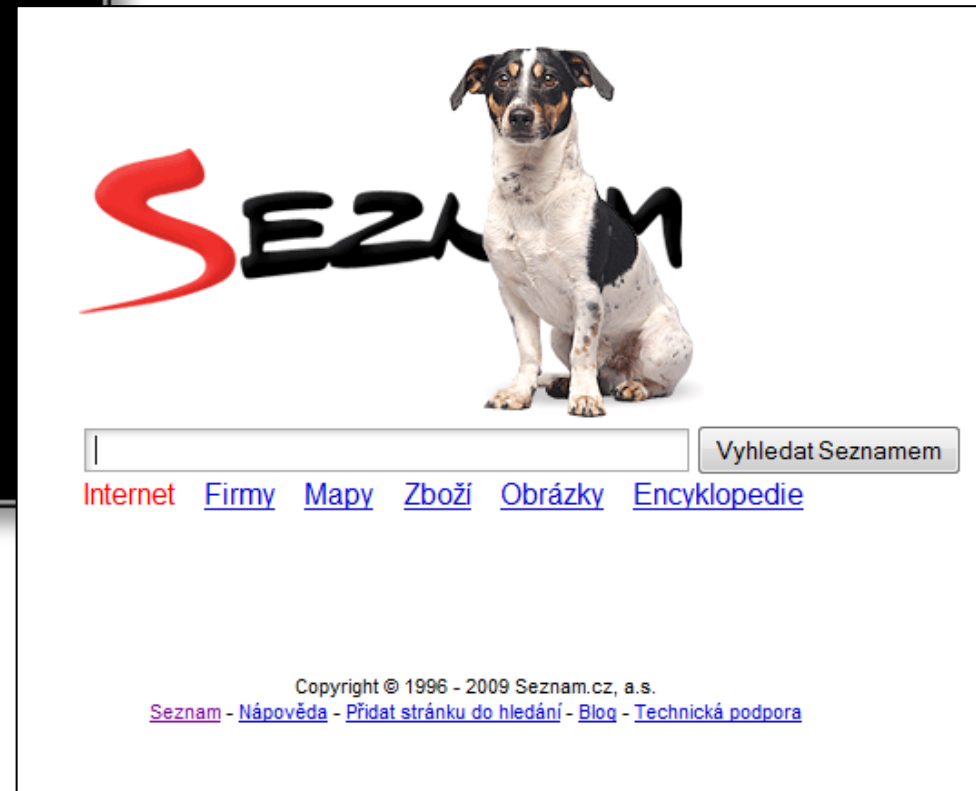 SEZNAM
Vyhledat Seznamem
Internet Firmy Mapy Zboží Obrázky Encyklopedie
Copyright © 1996 - 2009 Seznam.cz, a.s.
Seznam - Nápověda - Přidat stránku do hledání - Blog - Technická podpora